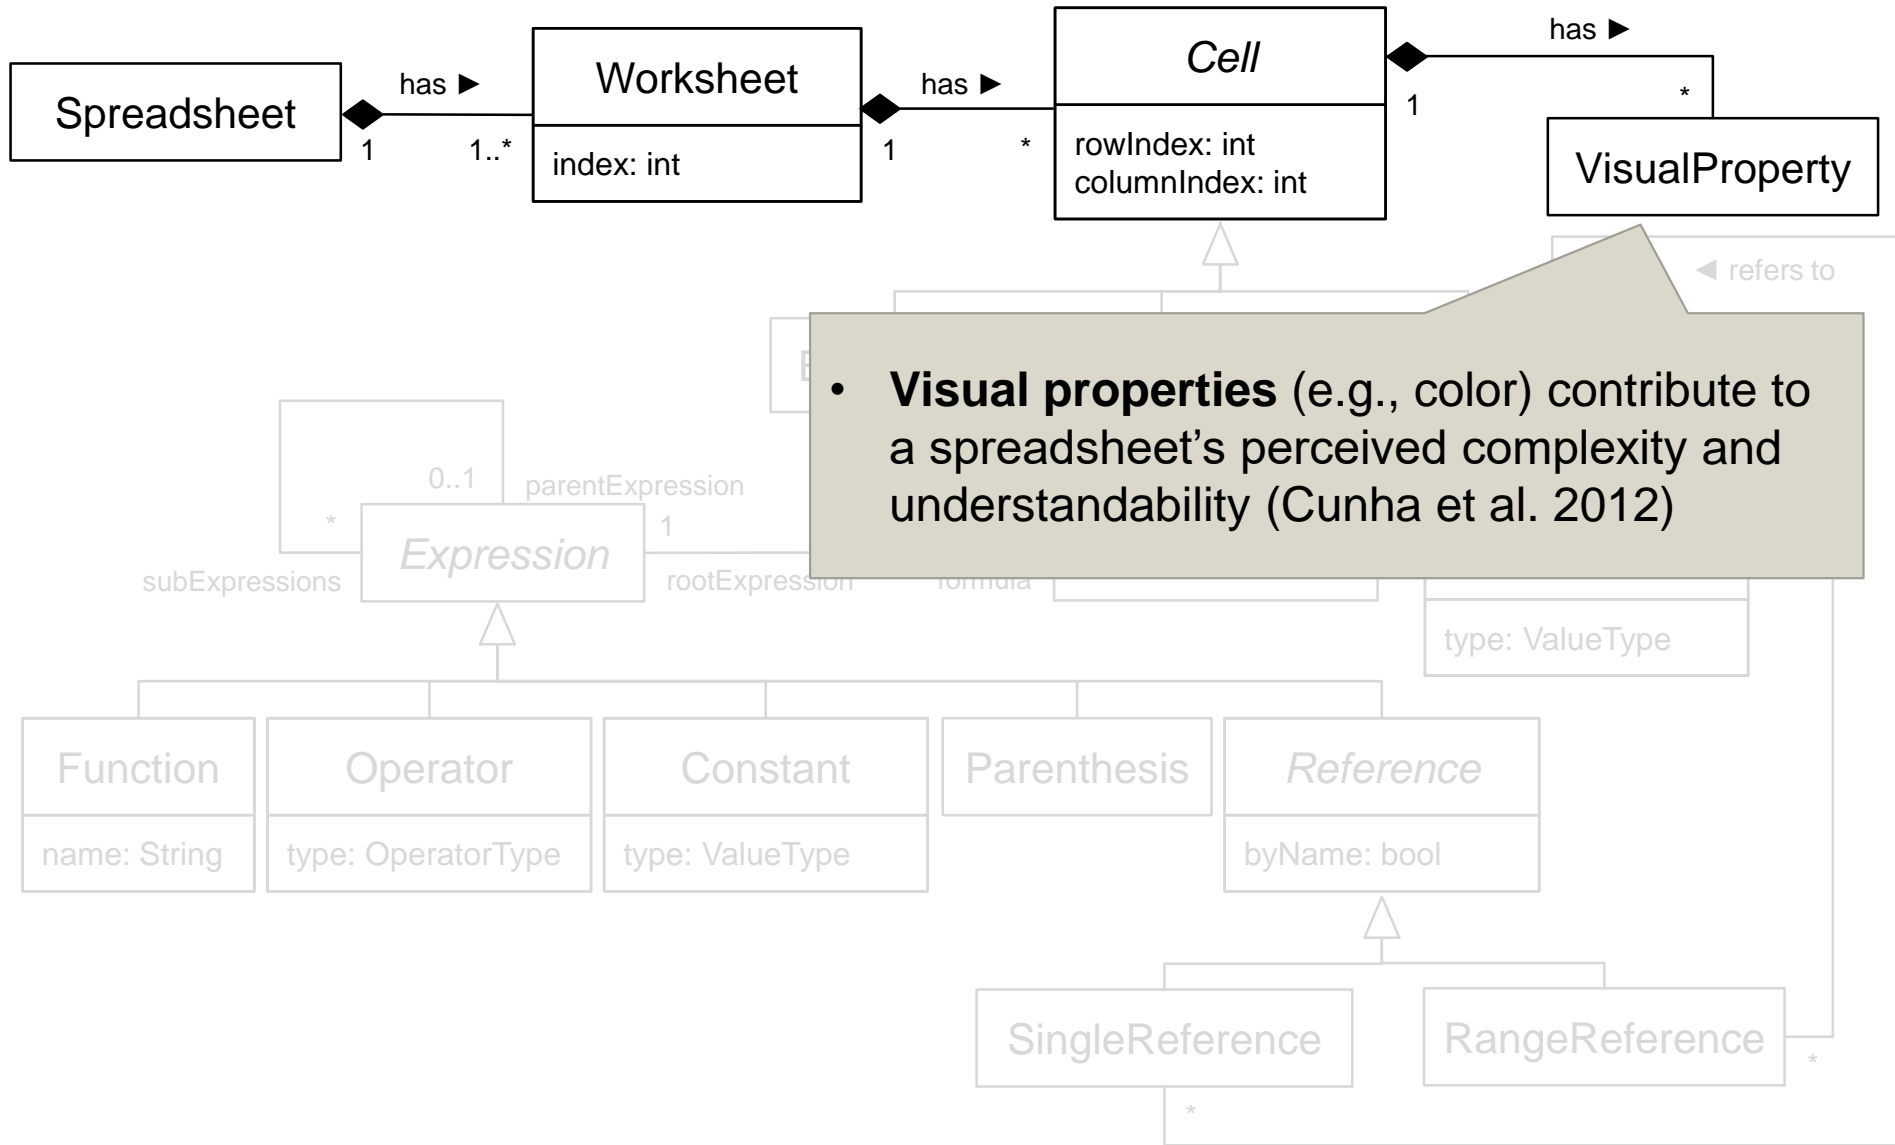 has ►
Spreadsheet
1
1..*
Worksheet
index: int
has ►
1
*
Cell
rowIndex: int
columnIndex: int
has ►
1
*
VisualProperty
◄ refers to
• Visual properties (e.g., color) contribute to
a spreadsheet’s perceived complexity and
understandability (Cunha et al. 2012)
0..1
parentExpression
*
1
Expression
subExpressions
rootExpression
formula
type: ValueType
Function
name: String
Operator
type: OperatorType
Constant
type: ValueType
Parenthesis
Reference
byName: bool
SingleReference
RangeReference
*
*